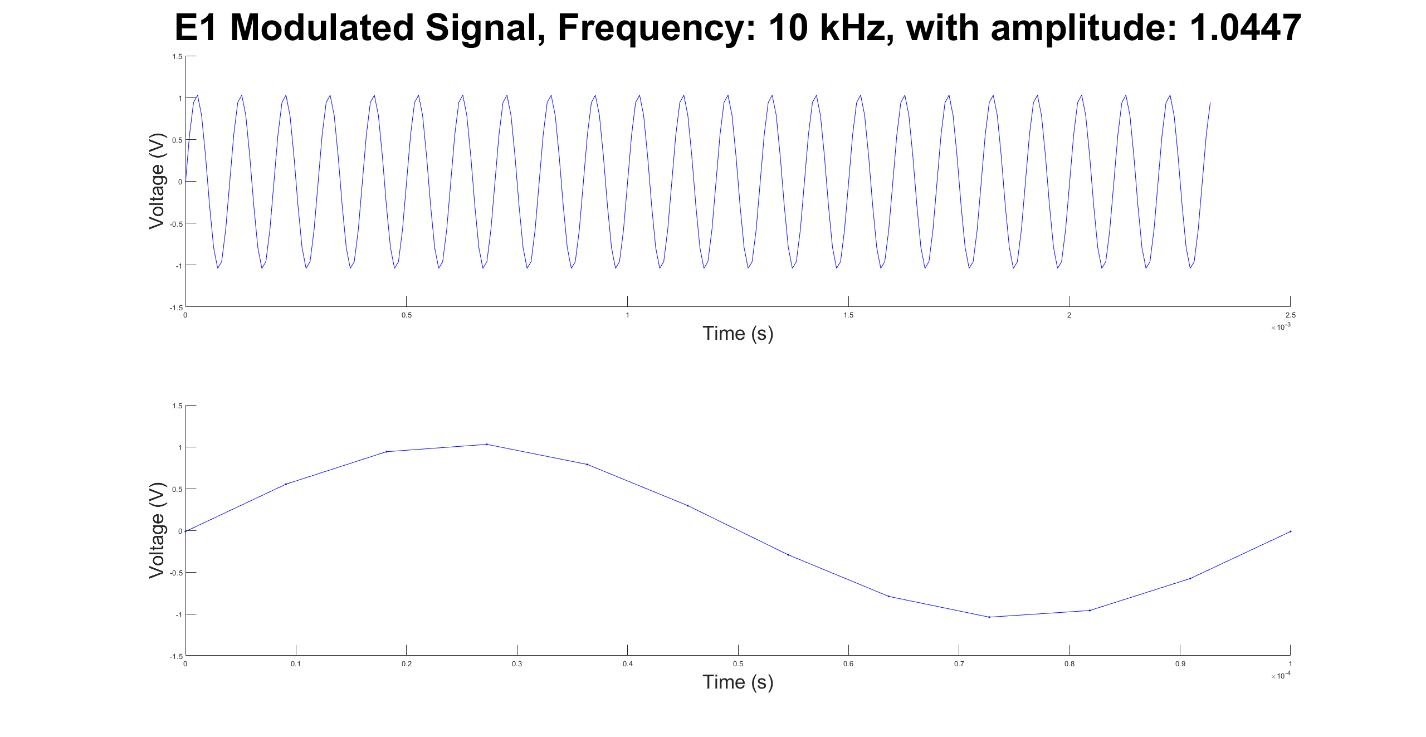 E1 Modulated Signal, Frequency: 10 kHz, with amplitude: 1.0447
1.5
1
0.5
0
-0.5
-1
-1.5
Voltage (V)
0 0.5 1 1.5 2 2.5
×10-3
Time (s)
1.5
1
0.5
0
-0.5
-1
-1.5
Voltage (V)
0 0.1 0.2 0.3 0.4 0.5 0.6 0.7 0.8 0.9 1
×10-4
Time (s)